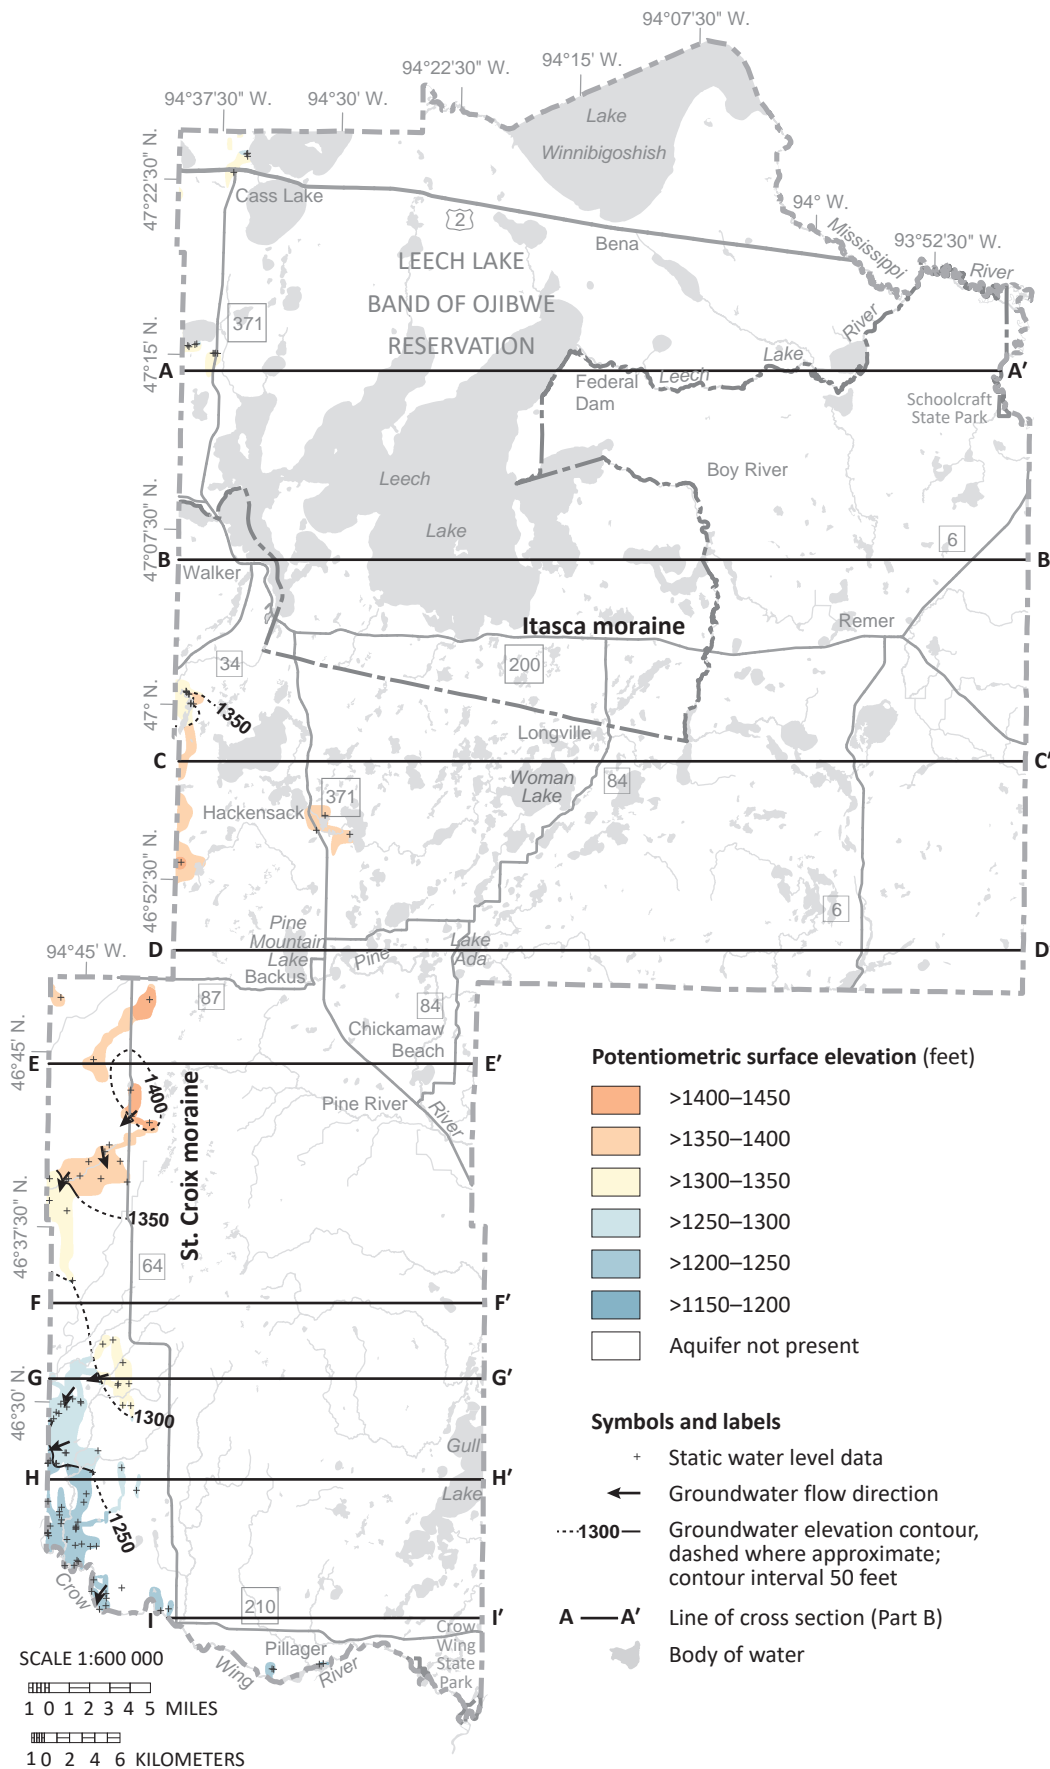 94°07'30" W.
94°15' W.
94°22'30" W.
94°37'30" W.
94°30' W.
Lake
Winnibigoshish
47°22'30" N.
Cass Lake
94° W.
2
Bena
Mississippi
93°52'30" W.
River
LEECH LAKE
BAND OF OJIBWE
RESERVATION
371
River
47°15' N.
Lake
A
Federal
Dam
Leech
A'
Schoolcraft
State Park
Leech
Boy River
Lake
47°07'30" N.
6
B
B
Walker
Itasca moraine
Remer
34
200
47° N.
1350
Longville
C
C'
Woman
Lake
84
371
Hackensack
46°52'30" N.
6
Pine
Mountain
Lake
Lake
Ada
94°45' W.
D
Pine
D
Backus
87
84
Chickamaw
Beach
46°45' N.
E
E'
1400
Pine River
River
St. Croix moraine
1350
46°37'30" N.
64
F
F'
G
G'
46°30' N.
1300
Gull
H
H'
Lake
1250
Crow
I
210
I'
Crow
Wing
State
Park
Pillager
Wing
River
SCALE 1:600 000
1 0 1 2 3 4 5 MILES
1 0 2 4 6 KILOMETERS
Potentiometric surface elevation (feet)
>1400–1450
>1350–1400
>1300–1350
>1250–1300
>1200–1250
>1150–1200
Aquifer not present
Symbols and labels
+ Static water level data
Groundwater flow direction
1300 Groundwater elevation contour,
dashed where approximate;
contour interval 50 feet
A A' Line of cross section (Part B)
Body of water